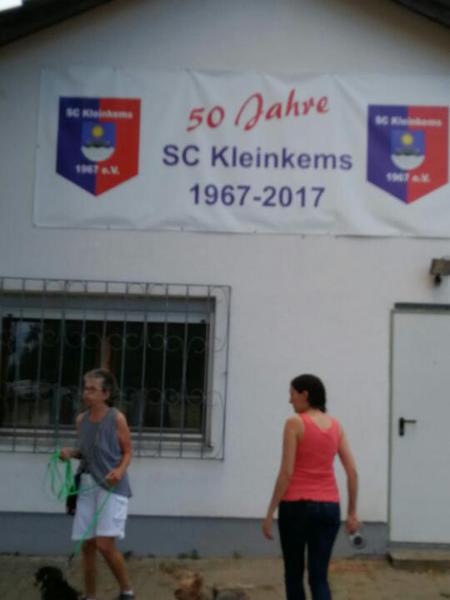 SC Kleinkems
1967 e.V.
50 Jahre
SC Kleinkems
1967-2017
SC Kleinkems
1967 e.V.